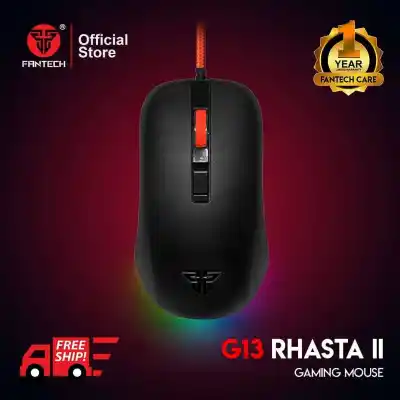 FANTECH
Official
Store
1
YEAR
FANTECH CARE
FREE
SHIP!
G13 RHASTA II
GAMING MOUSE